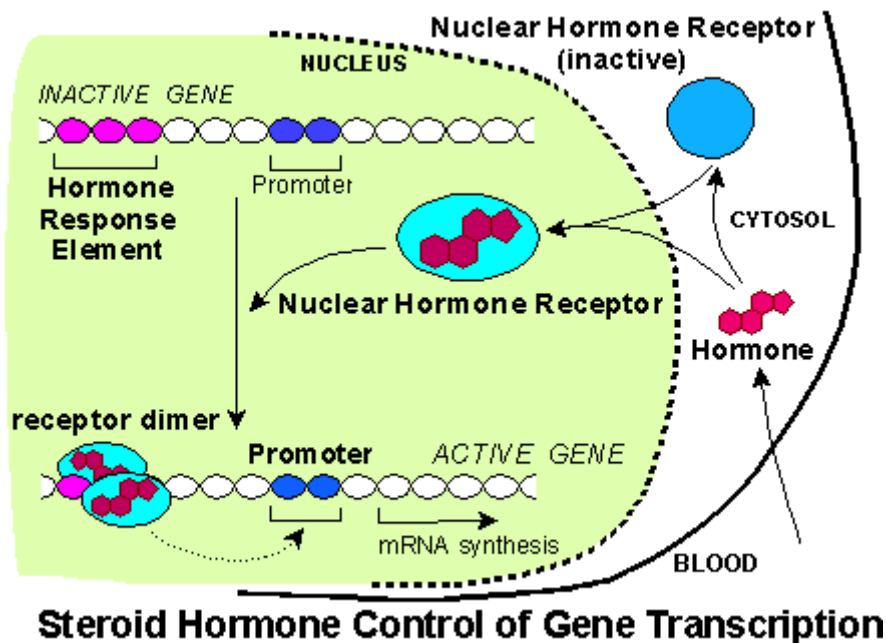 Nuclear Hormone Receptor
(inactive)
NUCLEUS
INACTIVE GENE
Hormone
Response
Element
Promoter
CYTOSOL
Nuclear Hormone Receptor
Hormone
receptor dimer
Promoter
ACTIVE GENE
mRNA synthesis
BLOOD
Steroid Hormone Control of Gene Transcription